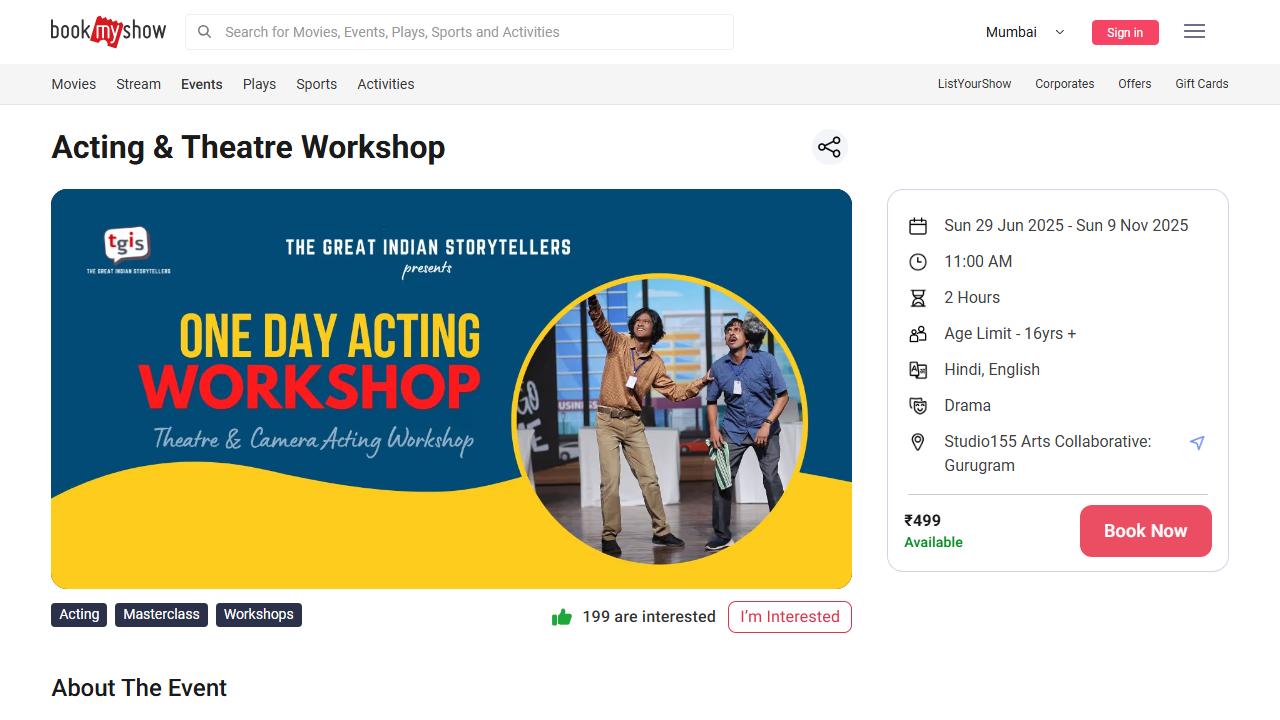 book my show
Search for Movies, Events, Plays, Sports and Activities
Mumbai
Sign in
Movies
Stream
Events
Plays
Sports
Activities
ListYourShow
Corporates
Offers
Gift Cards
Acting & Theatre Workshop
tgis
THE GREAT INDIAN STORYTELLERS
THE GREAT INDIAN STORYTELLERS
presents
ONE DAY ACTING
WORKSHOP
Theatre & Camera Acting Workshop
Sun 29 Jun 2025 - Sun 9 Nov 2025
11:00 AM
2 Hours
Age Limit - 16yrs +
Hindi, English
Drama
Studio155 Arts Collaborative:
Gurugram
₹499
Available
Book Now
Acting
Masterclass
Workshops
199 are interested
I’m Interested
About The Event